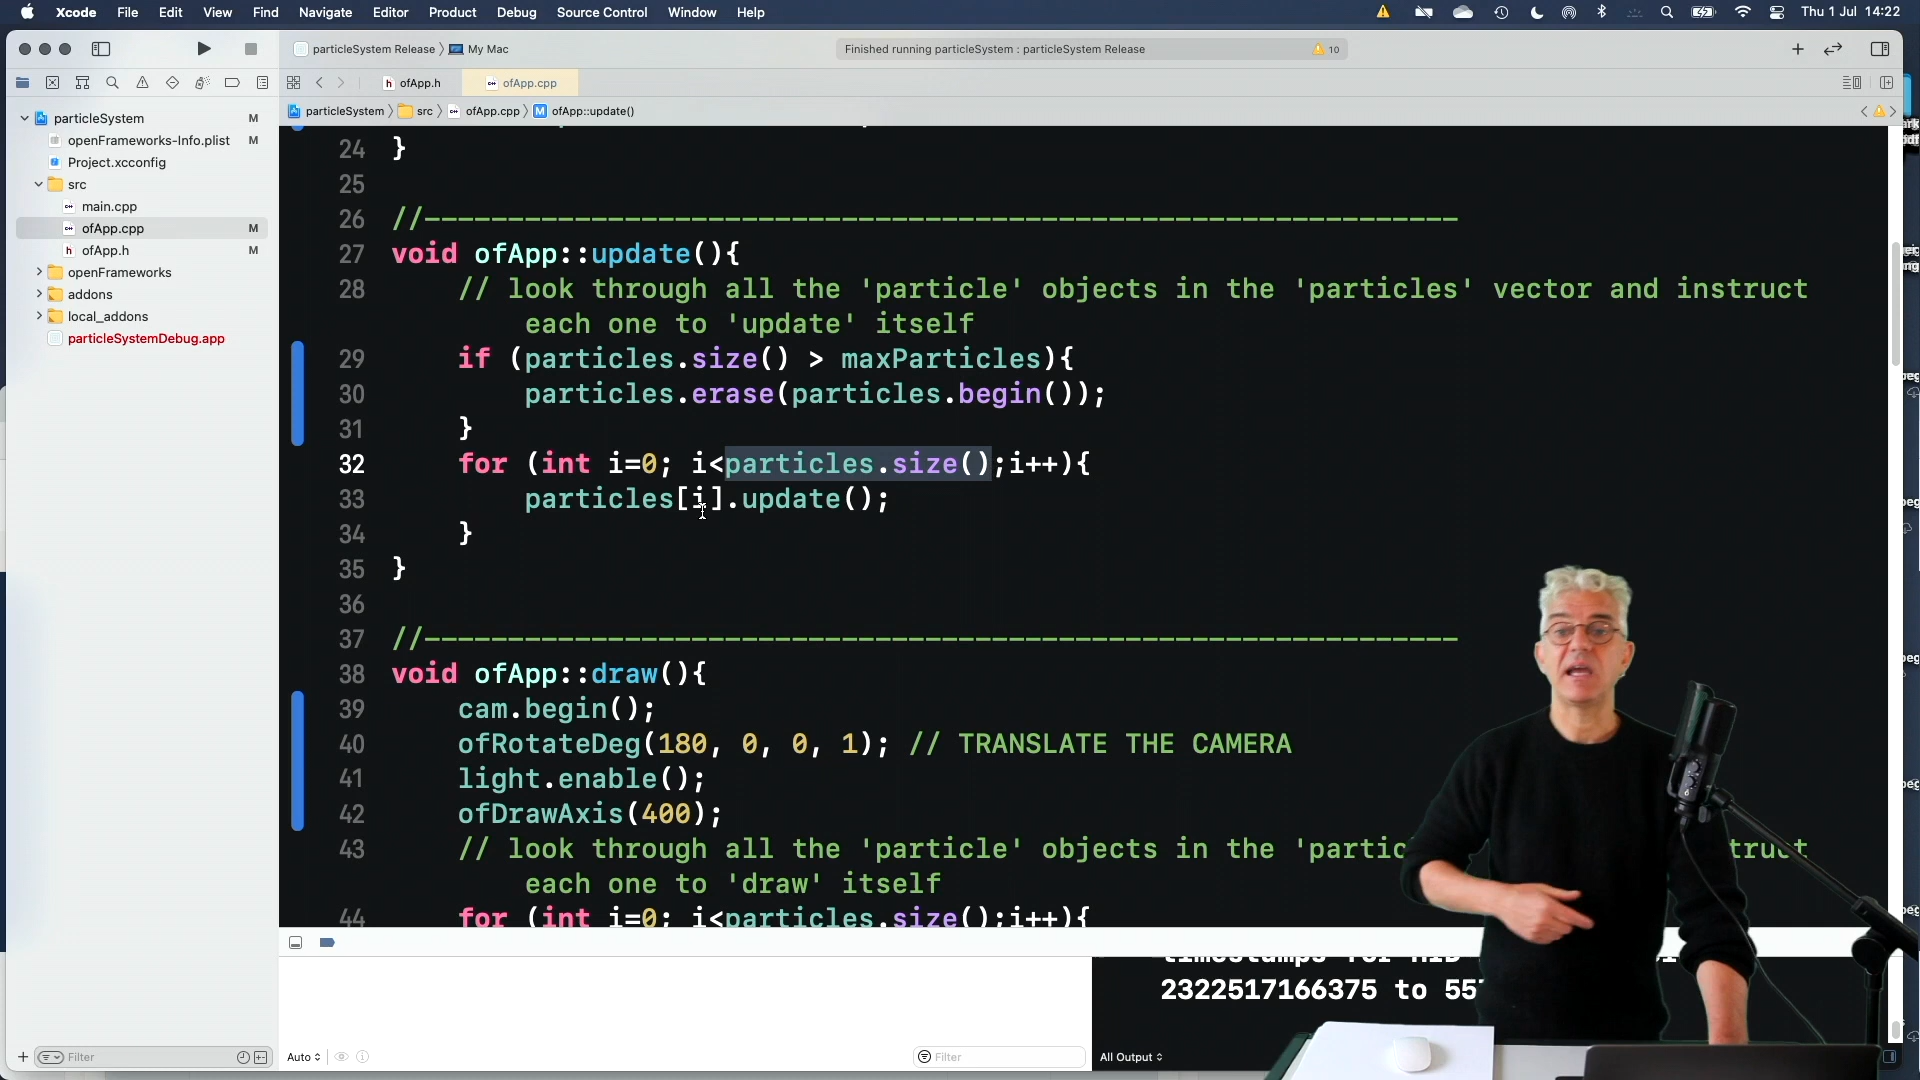 Xcode File Edit View Find Navigate Editor Product Debug Source Control Window Help Thu 1 Jul 14:22
particleSystem Release My Mac Finished running particleSystem : particleSystem Release 10
ofApp.h ofApp.cpp
particleSystem src ofApp.cpp M ofApp::update()
particleSystem M
openFrameworks-Info.plist M
Project.xcconfig
src
main.cpp
ofApp.cpp M
h ofApp.h M
openFrameworks
addons
local_addons
particleSystemDebug.app
24 }
25
26 //--------------------------------------------------------------
27 void ofApp::update(){
28 // look through all the 'particle' objects in the 'particles' vector and instruct
each one to 'update' itself
29 if (particles.size() > maxParticles){
30 particles.erase(particles.begin());
31 }
32 for (int i=0; i<particles.size();i++){
33 particles[i].update();
34 }
35 }
36
37 //--------------------------------------------------------------
38 void ofApp::draw(){
39 cam.begin();
40 ofRotateDeg(180, 0, 0, 1); // TRANSLATE THE CAMERA
41 light.enable();
42 ofDrawAxis(400);
43 // look through all the 'particle' objects in the 'partic truct
each one to 'draw' itself
44 for (int i=0; i<particles.size();i++){
2322517166375 to 55
Filter
Auto
Filter
All Output